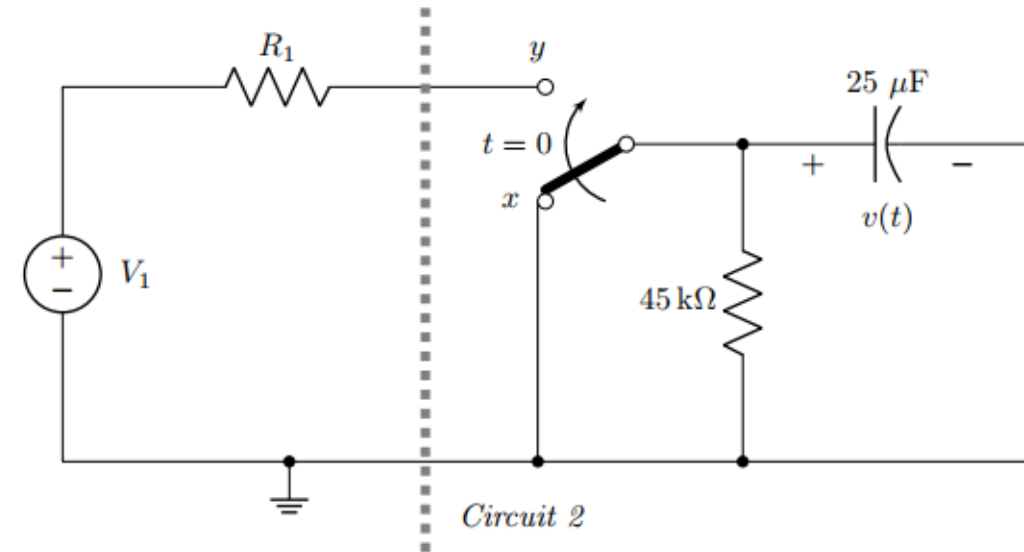 R₁
y
25 μF
t = 0
+
−
x
v(t)
+
−
V₁
45 kΩ
Circuit 2